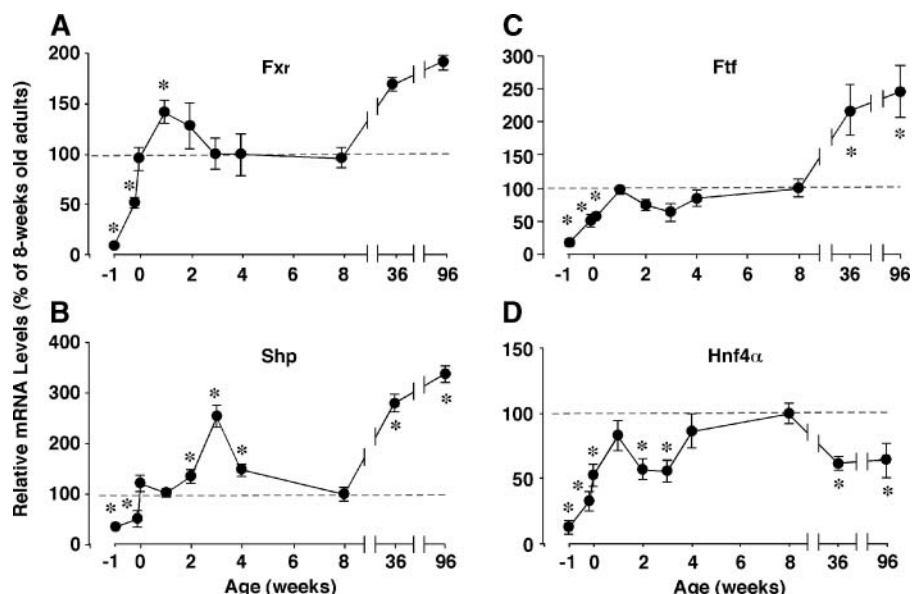 Relative mRNA Levels (% of 8-weeks old adults)
A
Fxr
200
150
100
50
0
-1 0 2 4 6 8 36 96
* * *
B
Shp
400
300
200
100
0
-1 0 2 4 6 8 36 96
Age (weeks)
* * * * * * *
C
Ftf
300
250
200
150
100
50
0
-1 0 2 4 6 8 36 96
* * * * *
D
Hnf4α
150
100
50
0
-1 0 2 4 6 8 36 96
Age (weeks)
* * * * * * *